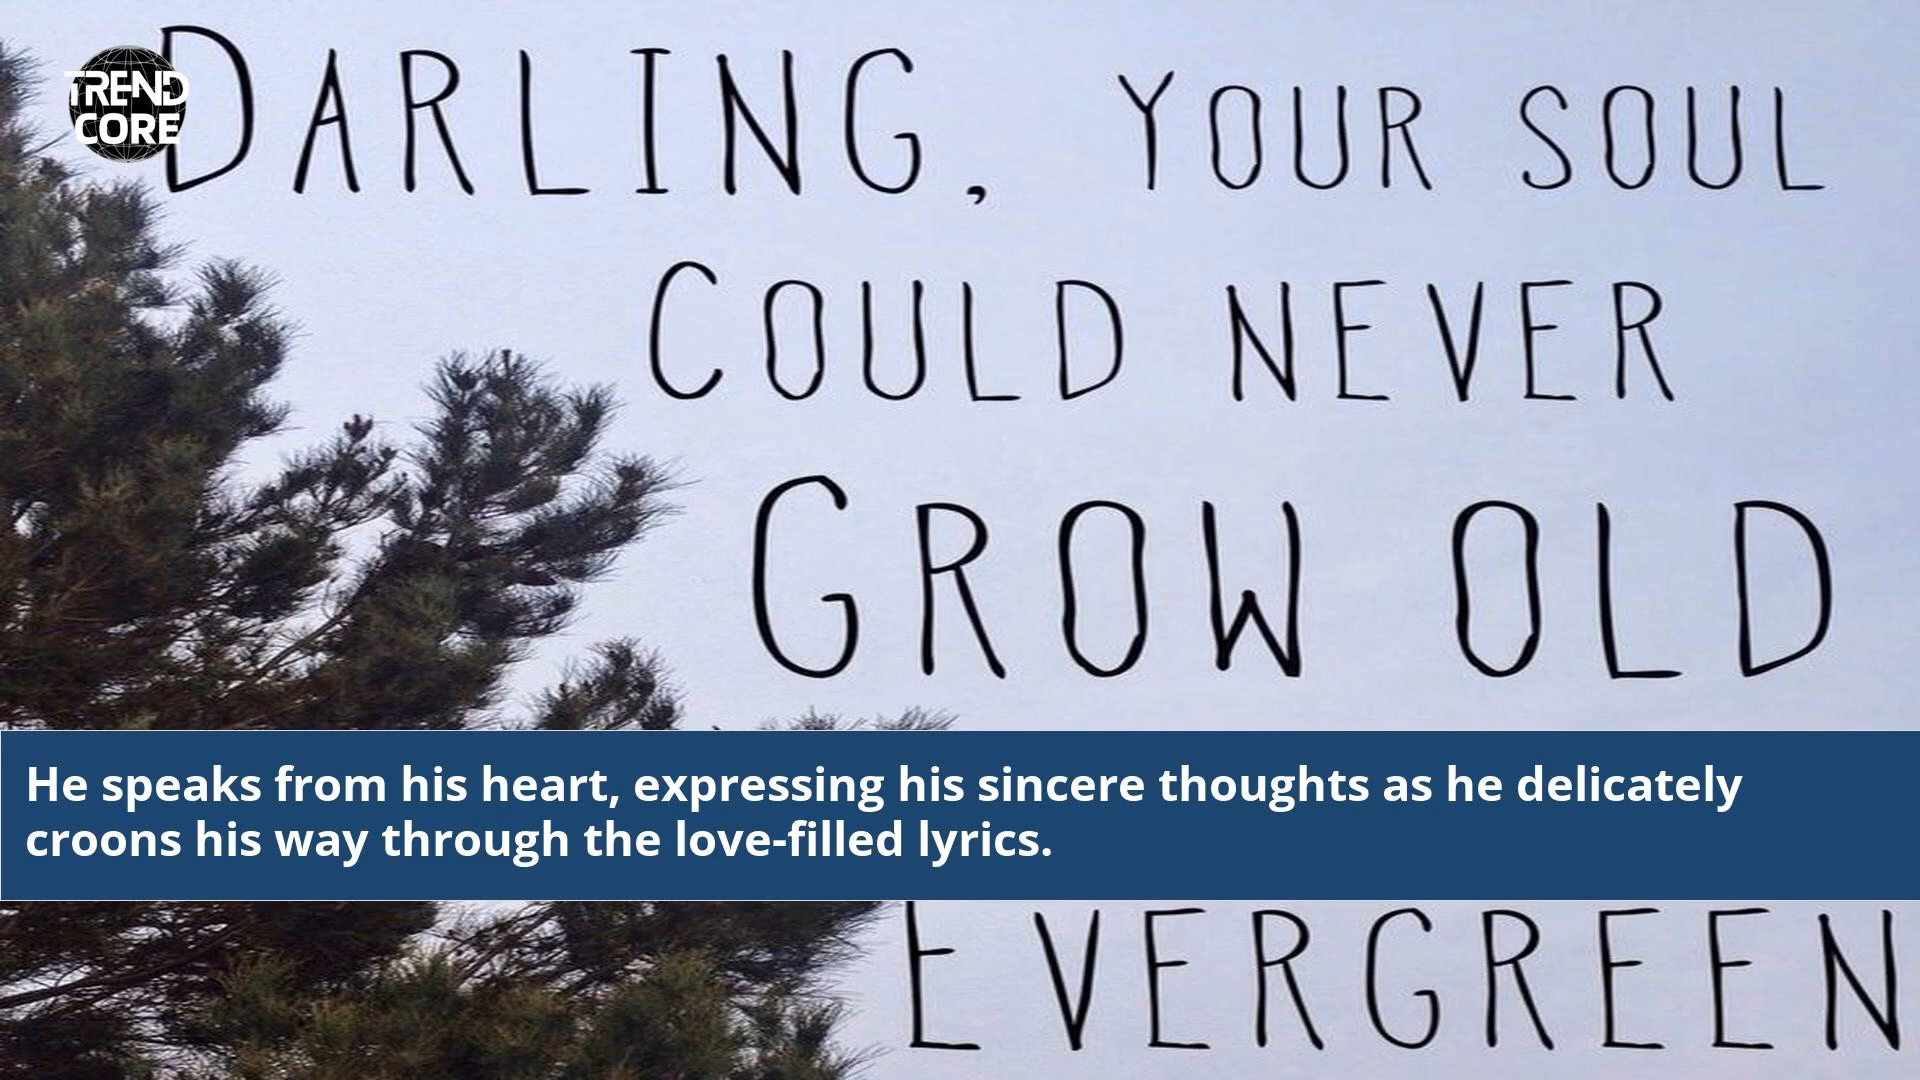 TREND
CORE
DARLING, YOUR SOUL
COULD NEVER
GROW OLD
He speaks from his heart, expressing his sincere thoughts as he delicately
croons his way through the love-filled lyrics.
EVERGREEN